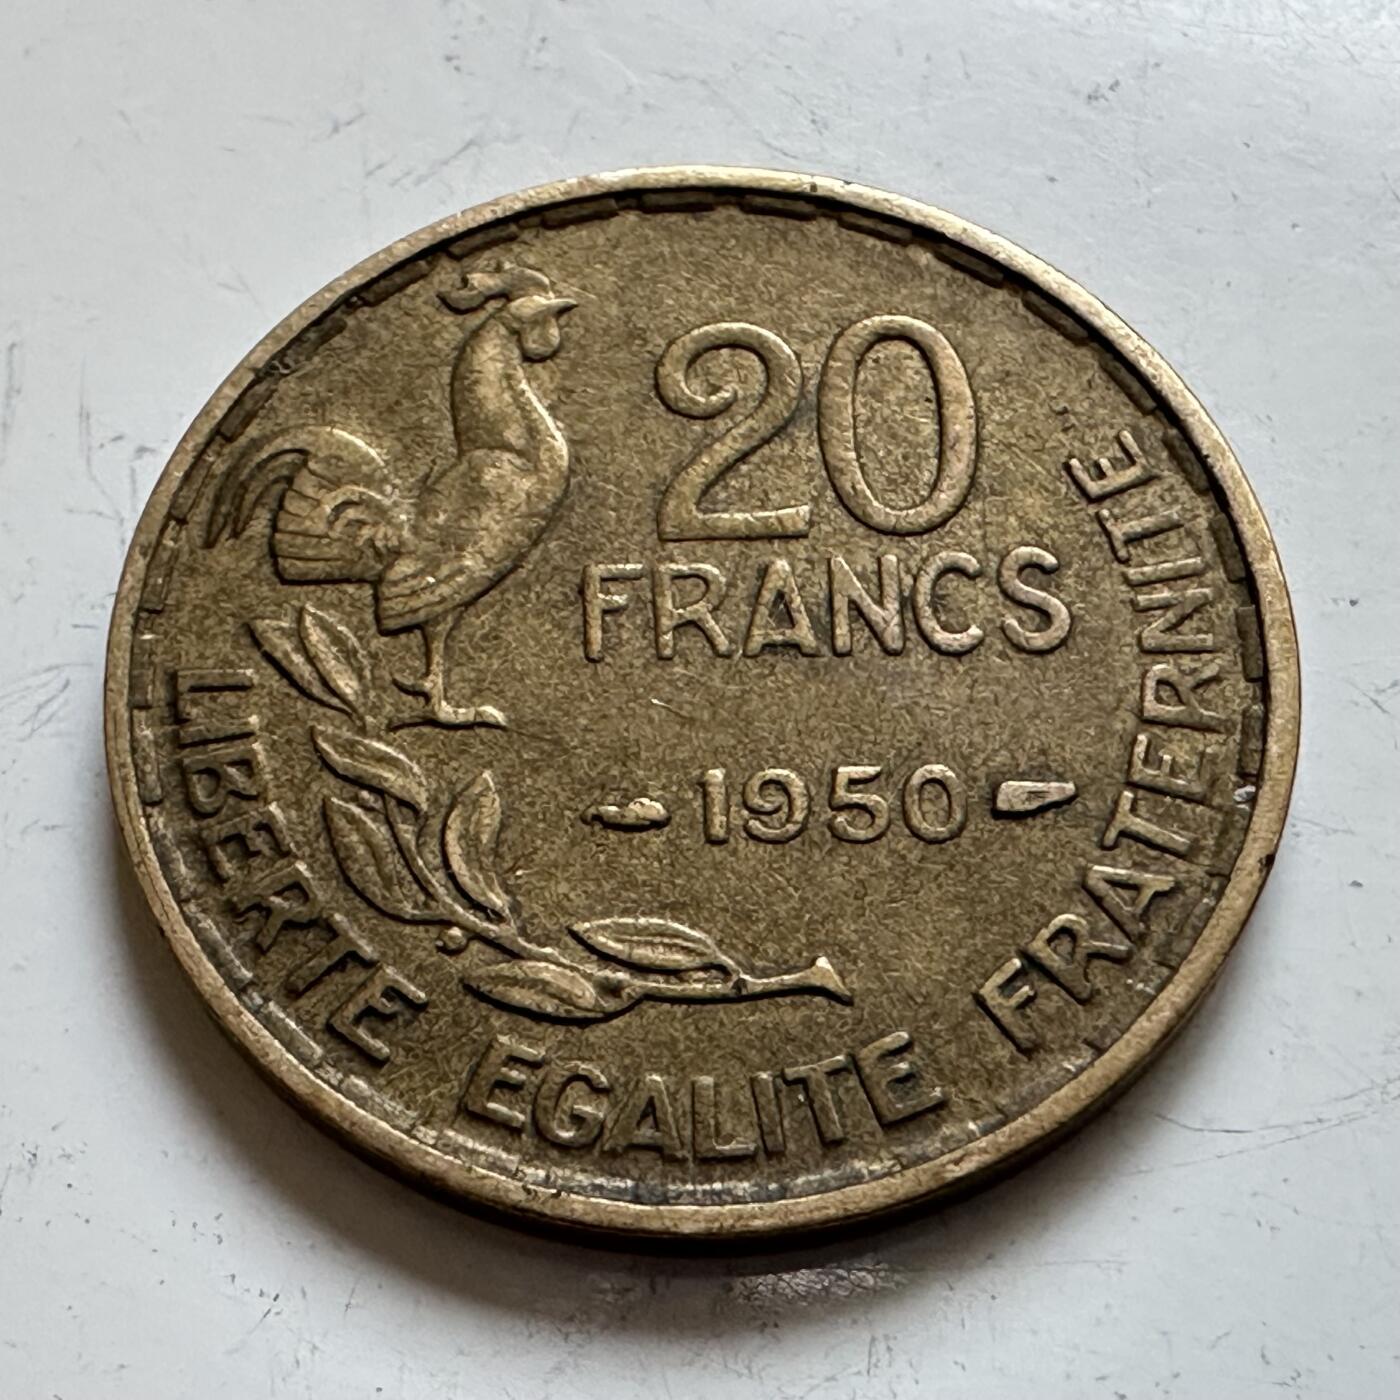 20
FRANCS
1950
LIBERTE EGALITE FRATERNITE